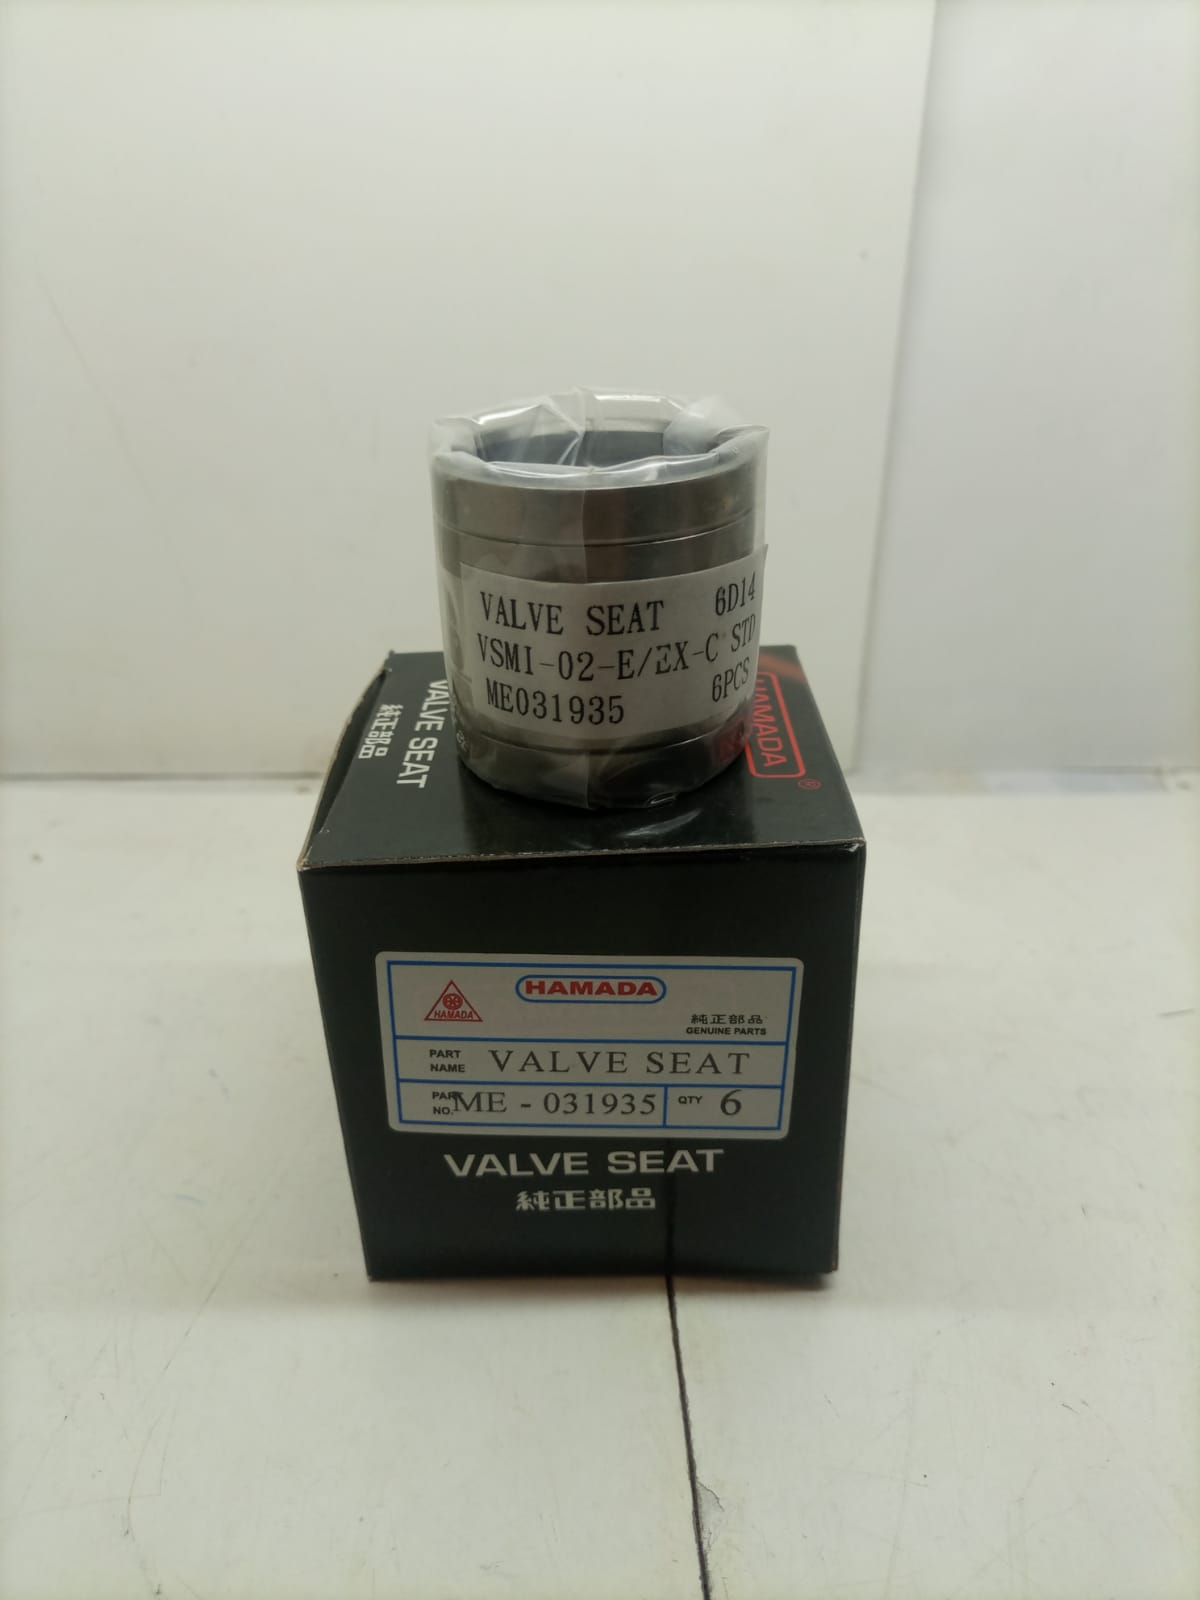 VALVE SEAT 6D14
VSMI-02-E/EX-C STD
ME031935 6PCS
VALVE SEAT
純正部品
HAMADA
®
HAMADA
HAMADA
純正部品
GENUINE PARTS
PART
NAME
VALVE SEAT
PART
NO.
ME - 031935
QTY 6
VALVE SEAT
純正部品